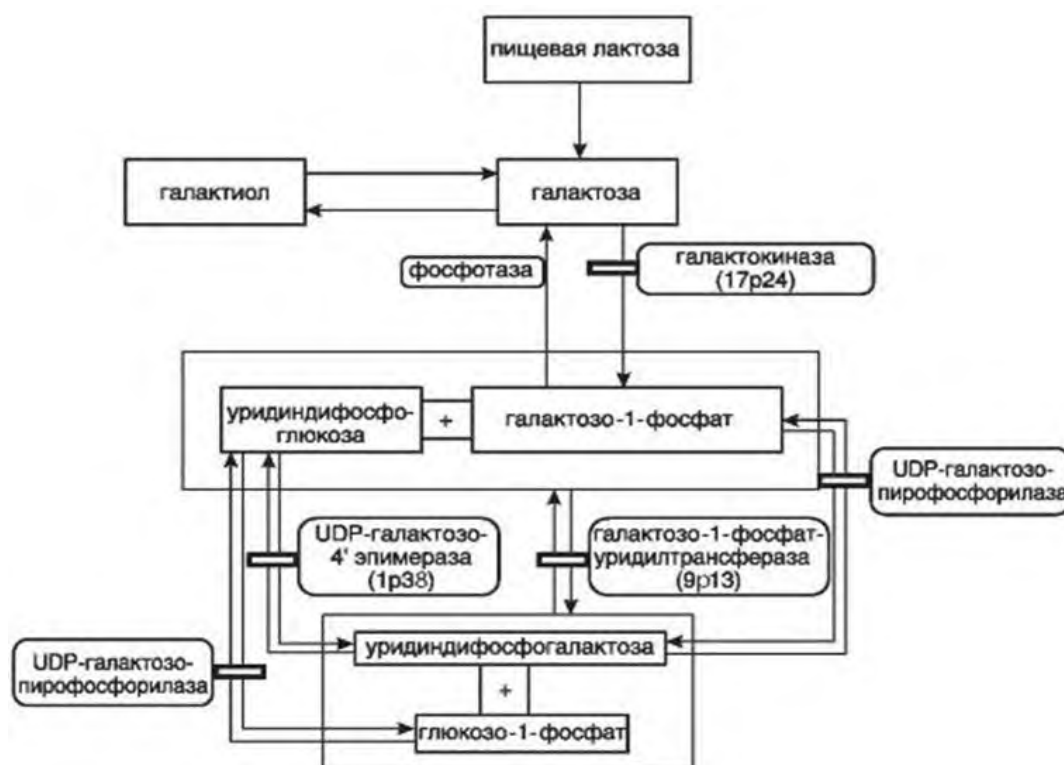 пищевая лактоза
галактиол
галактоза
фосфотаза
галактокиназа
(17p24)
уридиндифосфо-
глюкоза
+
галактозо-1-фосфат
UDP-галактозо-
пирофосфорилаза
UDP-галактозо-
4' эпимераза
(1p38)
галактозо-1-фосфат-
уридилтрансфераза
(9p13)
уридиндифосфогалактоза
UDP-галактозо-
пирофосфорилаза
+
глюкозо-1-фосфат